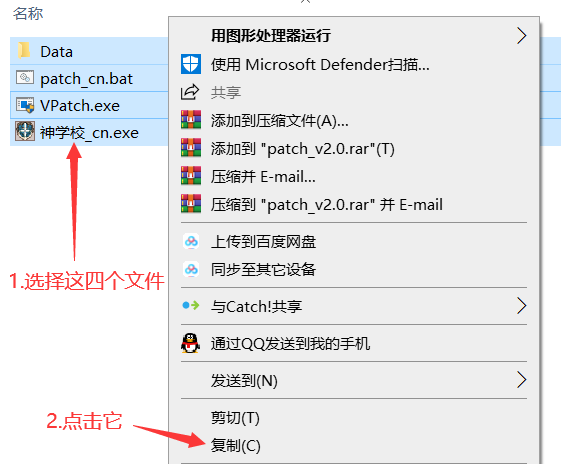 名称
Data
patch_cn.bat
VPatch.exe
神学校_cn.exe
1.选择这四个文件
用图形处理器运行
使用 Microsoft Defender扫描...
共享
添加到压缩文件(A)...
添加到 "patch_v2.0.rar"(T)
压缩并 E-mail...
压缩到 "patch_v2.0.rar" 并 E-mail
上传到百度网盘
同步至其它设备
与Catch!共享
通过QQ发送到我的手机
发送到(N)
剪切(T)
2.点击它
复制(C)